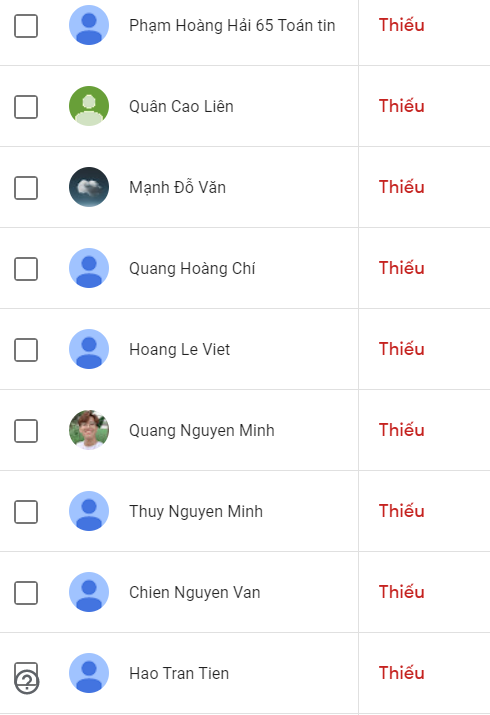 Phạm Hoàng Hải 65 Toán tin Thiếu
Quân Cao Liên Thiếu
Mạnh Đỗ Văn Thiếu
Quang Hoàng Chí Thiếu
Hoang Le Viet Thiếu
Quang Nguyen Minh Thiếu
Thuy Nguyen Minh Thiếu
Chien Nguyen Van Thiếu
Hao Tran Tien Thiếu